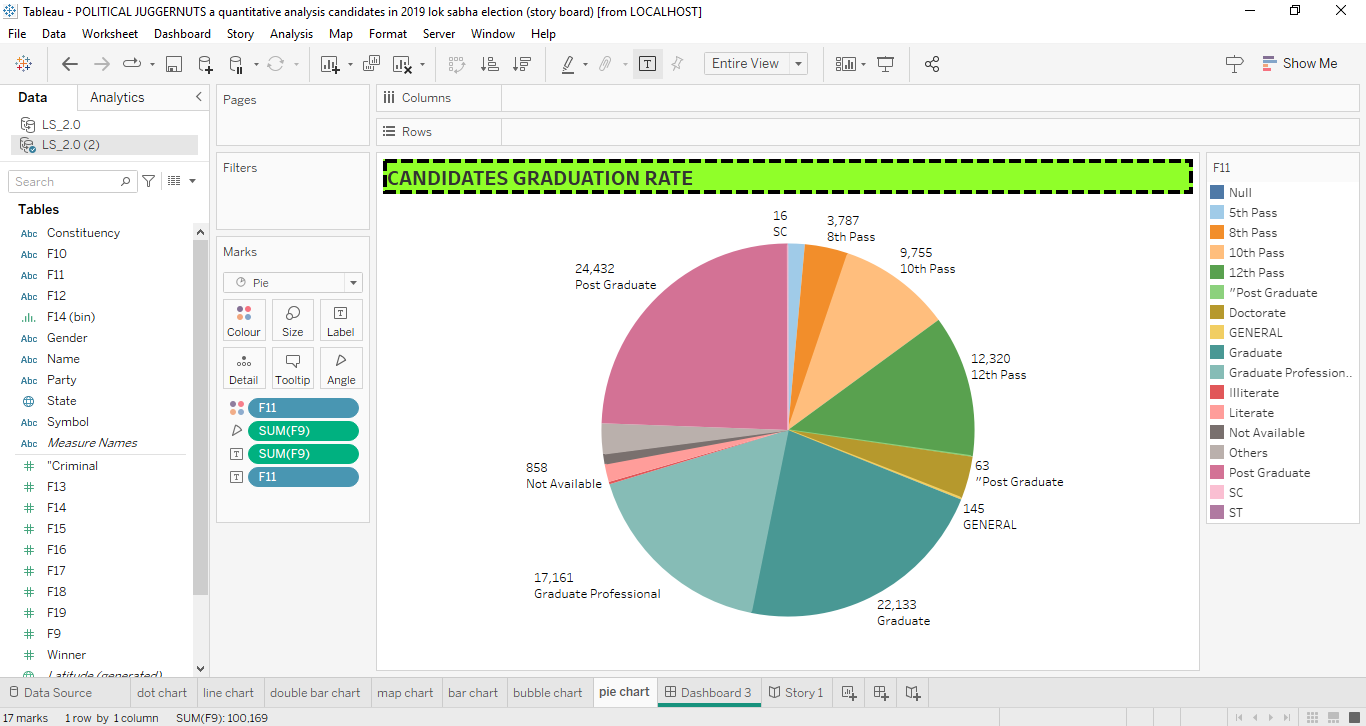 Tableau - POLITICAL JUGGERNUTS a quantitative analysis candidates in 2019 lok sabha election (story board) [from LOCALHOST]
File Data Worksheet Dashboard Story Analysis Map Format Server Window Help
Entire View
Show Me
Data Analytics
LS_2.0
LS_2.0 (2)
Search
Tables
Abc Constituency
Abc F10
Abc F11
Abc F12
F14 (bin)
Abc Gender
Abc Name
Abc Party
State
Abc Symbol
Abc Measure Names
"Criminal
F13
F14
F15
F16
F17
F18
F19
F9
Winner
Latitude (generated)
Pages
Filters
Marks
Pie
Colour Size Label
Detail Tooltip Angle
F11
SUM(F9)
SUM(F9)
F11
Columns
Rows
CANDIDATES GRADUATION RATE
16
SC
3,787
8th Pass
9,755
10th Pass
12,320
12th Pass
63
"Post Graduate
145
GENERAL
22,133
Graduate
17,161
Graduate Professional
858
Not Available
24,432
Post Graduate
F11
Null
5th Pass
8th Pass
10th Pass
12th Pass
"Post Graduate
Doctorate
GENERAL
Graduate
Graduate Profession..
Illiterate
Literate
Not Available
Others
Post Graduate
SC
ST
Data Source dot chart line chart double bar chart map chart bar chart bubble chart pie chart Dashboard 3 Story 1
17 marks 1 row by 1 column SUM(F9): 100,169